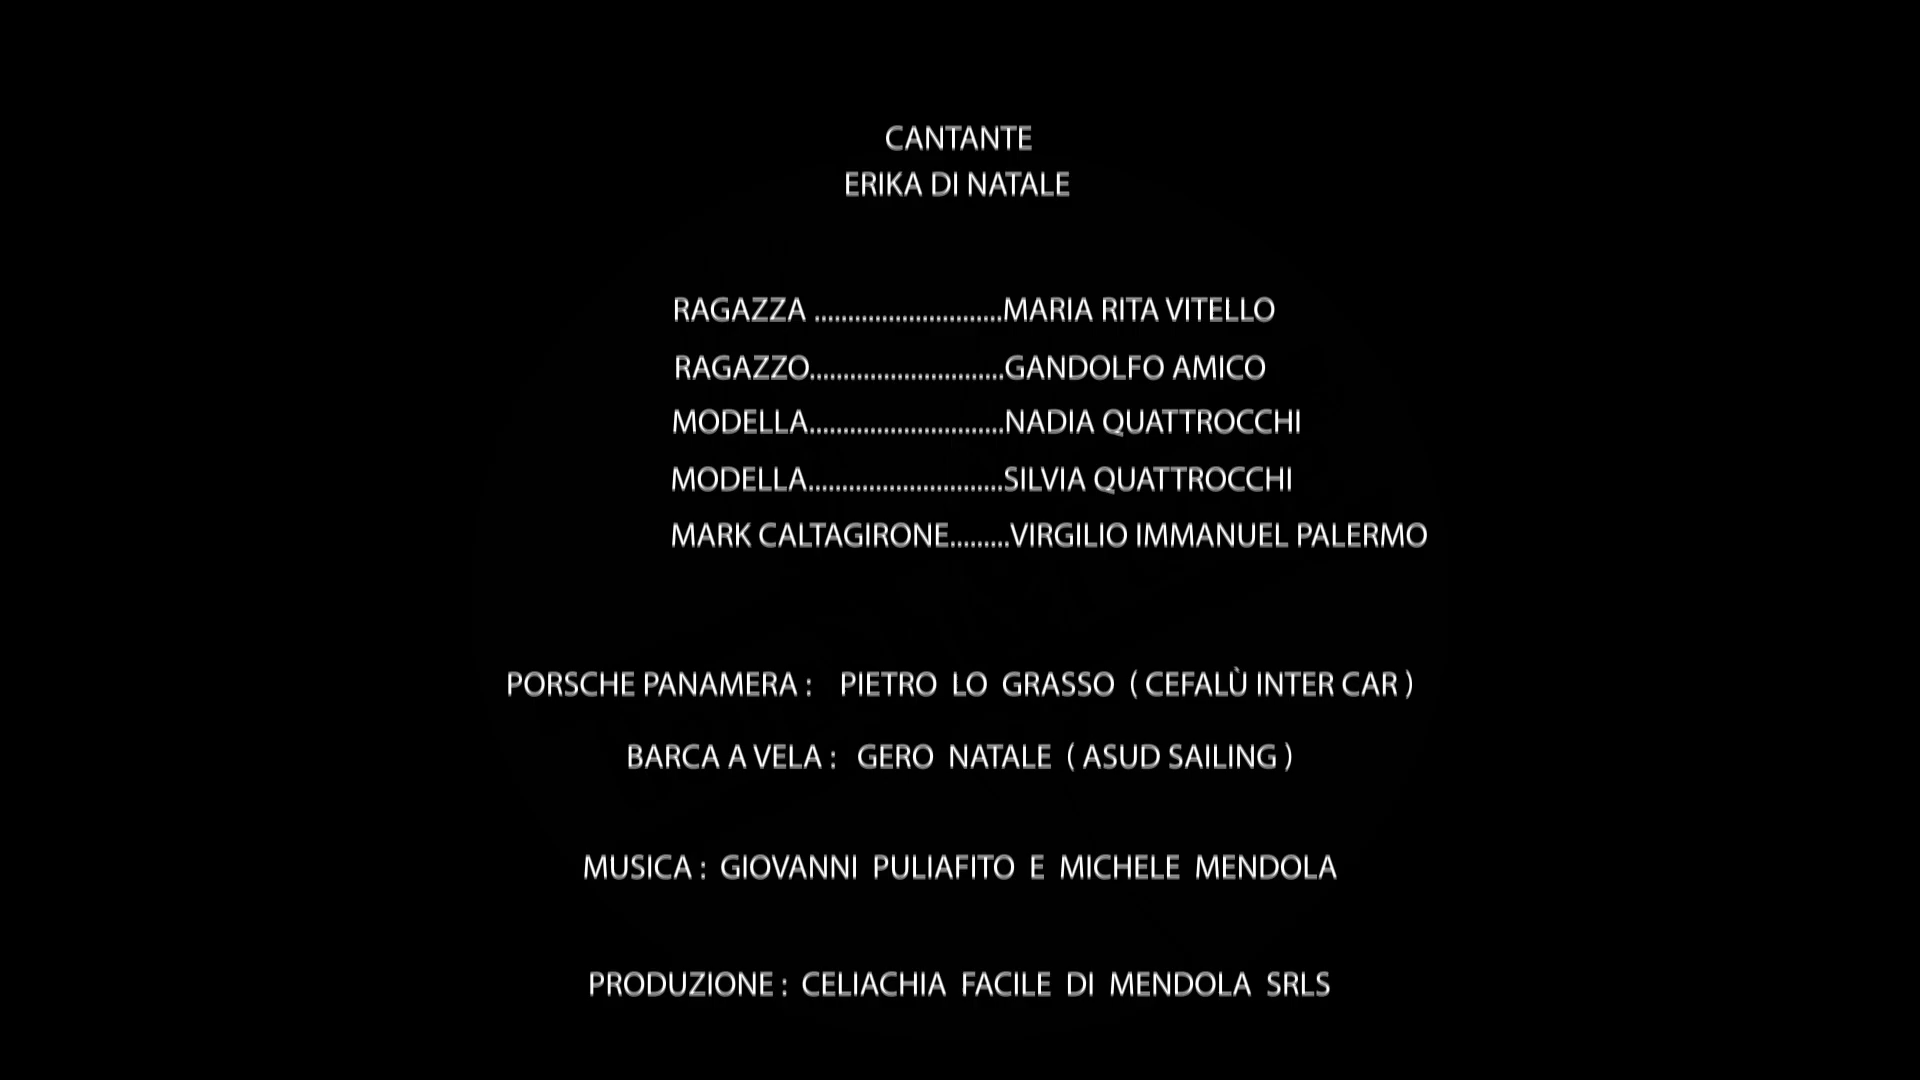 CANTANTE
ERIKA DI NATALE
RAGAZZA ............................MARIA RITA VITELLO
RAGAZZO.............................GANDOLFO AMICO
MODELLA.............................NADIA QUATTROCCHI
MODELLA.............................SILVIA QUATTROCCHI
MARK CALTAGIRONE.........VIRGILIO IMMANUEL PALERMO
PORSCHE PANAMERA : PIETRO LO GRASSO ( CEFALÙ INTER CAR )
BARCA A VELA : GERO NATALE ( ASUD SAILING )
MUSICA : GIOVANNI PULIAFITO E MICHELE MENDOLA
PRODUZIONE : CELIACHIA FACILE DI MENDOLA SRLS